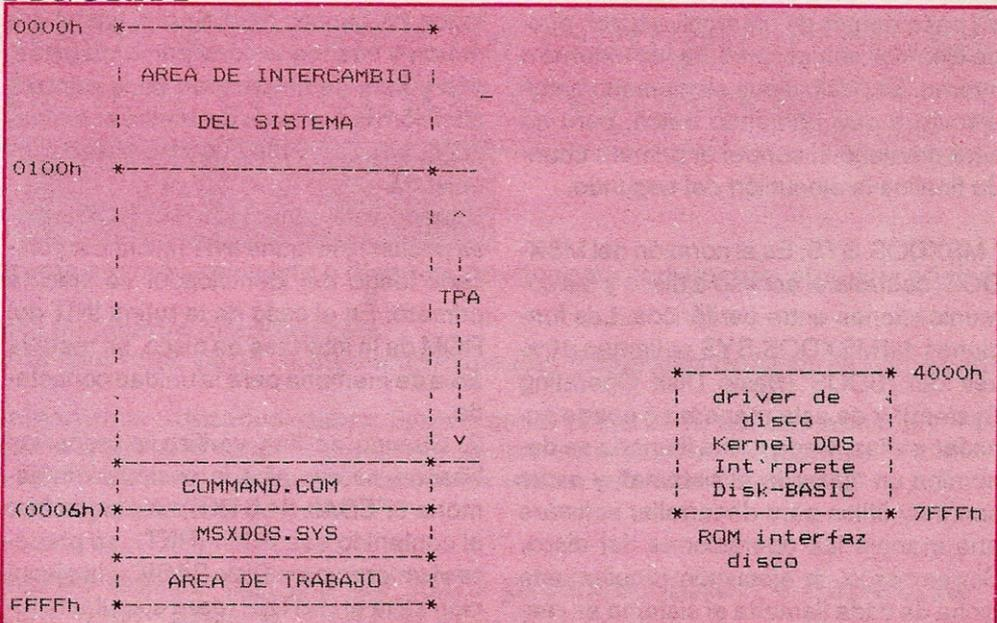 0000h
AREA DE INTERCAMBIO
DEL SISTEMA
0100h
TPA
COMMAND.COM
(0006h)
MSXDOS.SYS
AREA DE TRABAJO
FFFFh
4000h
driver de
disco
Kernel DOS
Int`rprete
Disk-BASIC
7FFFh
ROM interfaz
disco